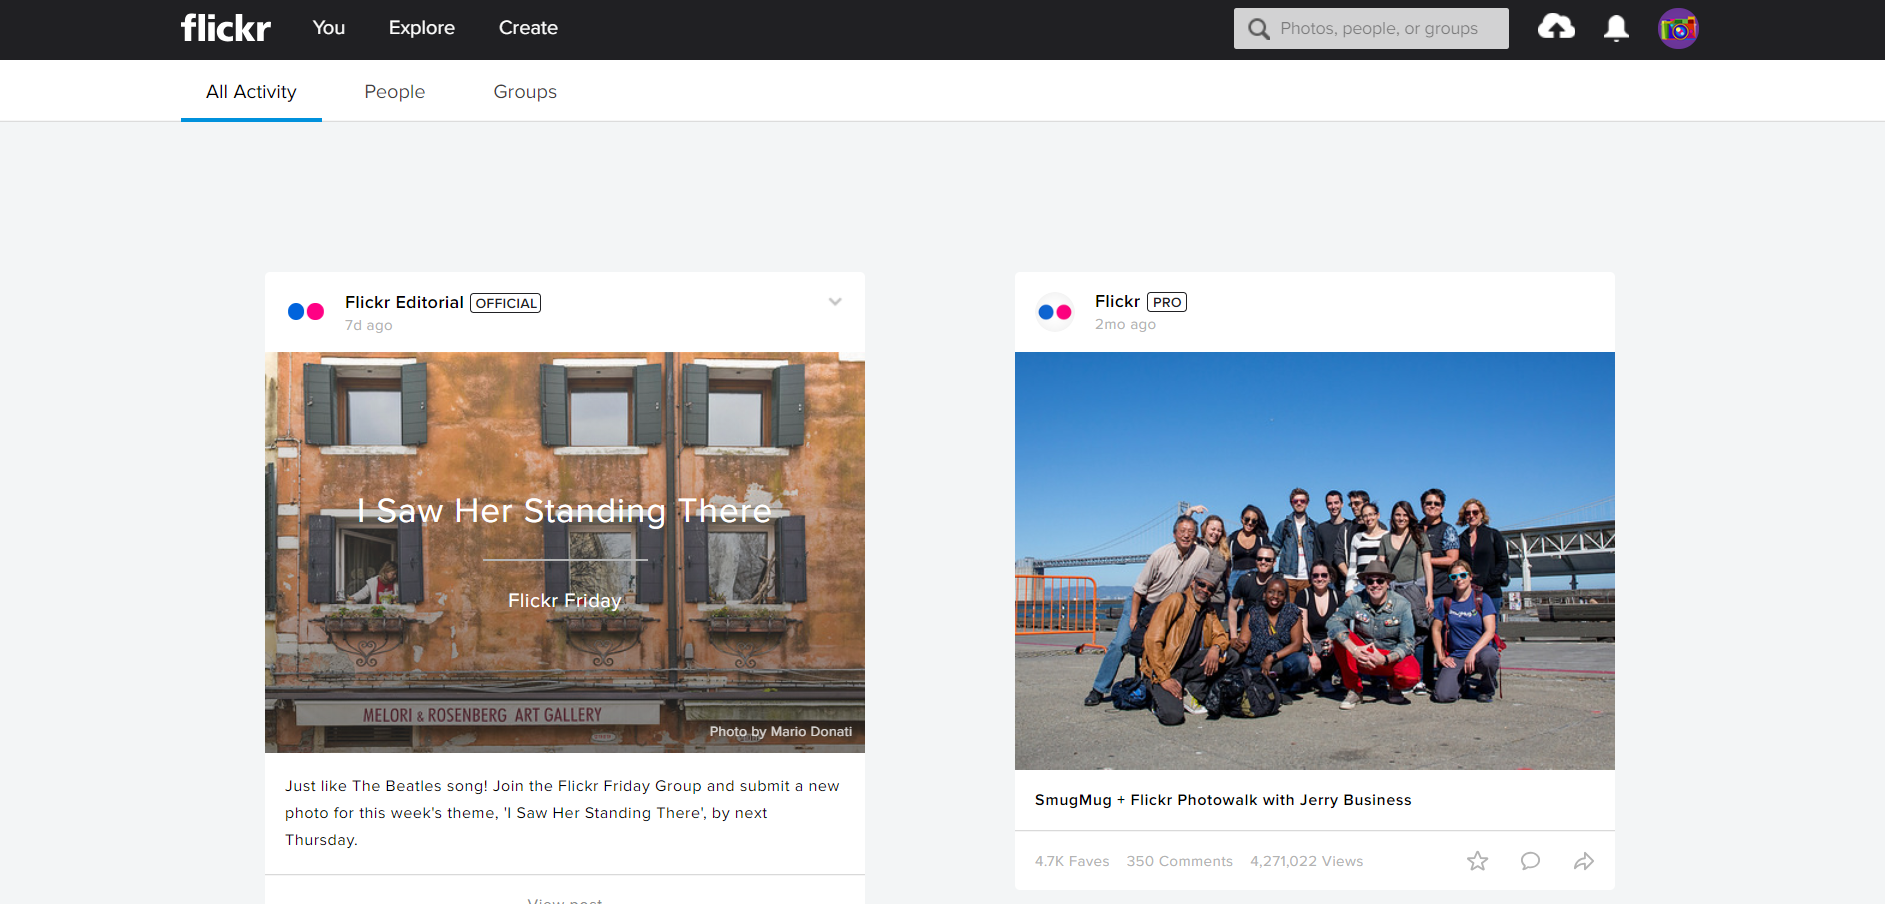 flickr You Explore Create Photos, people, or groups
All Activity People Groups
Flickr Editorial OFFICIAL
7d ago
I Saw Her Standing There
Flickr Friday
MELORI & ROSENBERG ART GALLERY
Photo by Mario Donati
Just like The Beatles song! Join the Flickr Friday Group and submit a new
photo for this week's theme, 'I Saw Her Standing There', by next
Thursday.
View post
Flickr PRO
2mo ago
SmugMug + Flickr Photowalk with Jerry Business
4.7K Faves 350 Comments 4,271,022 Views